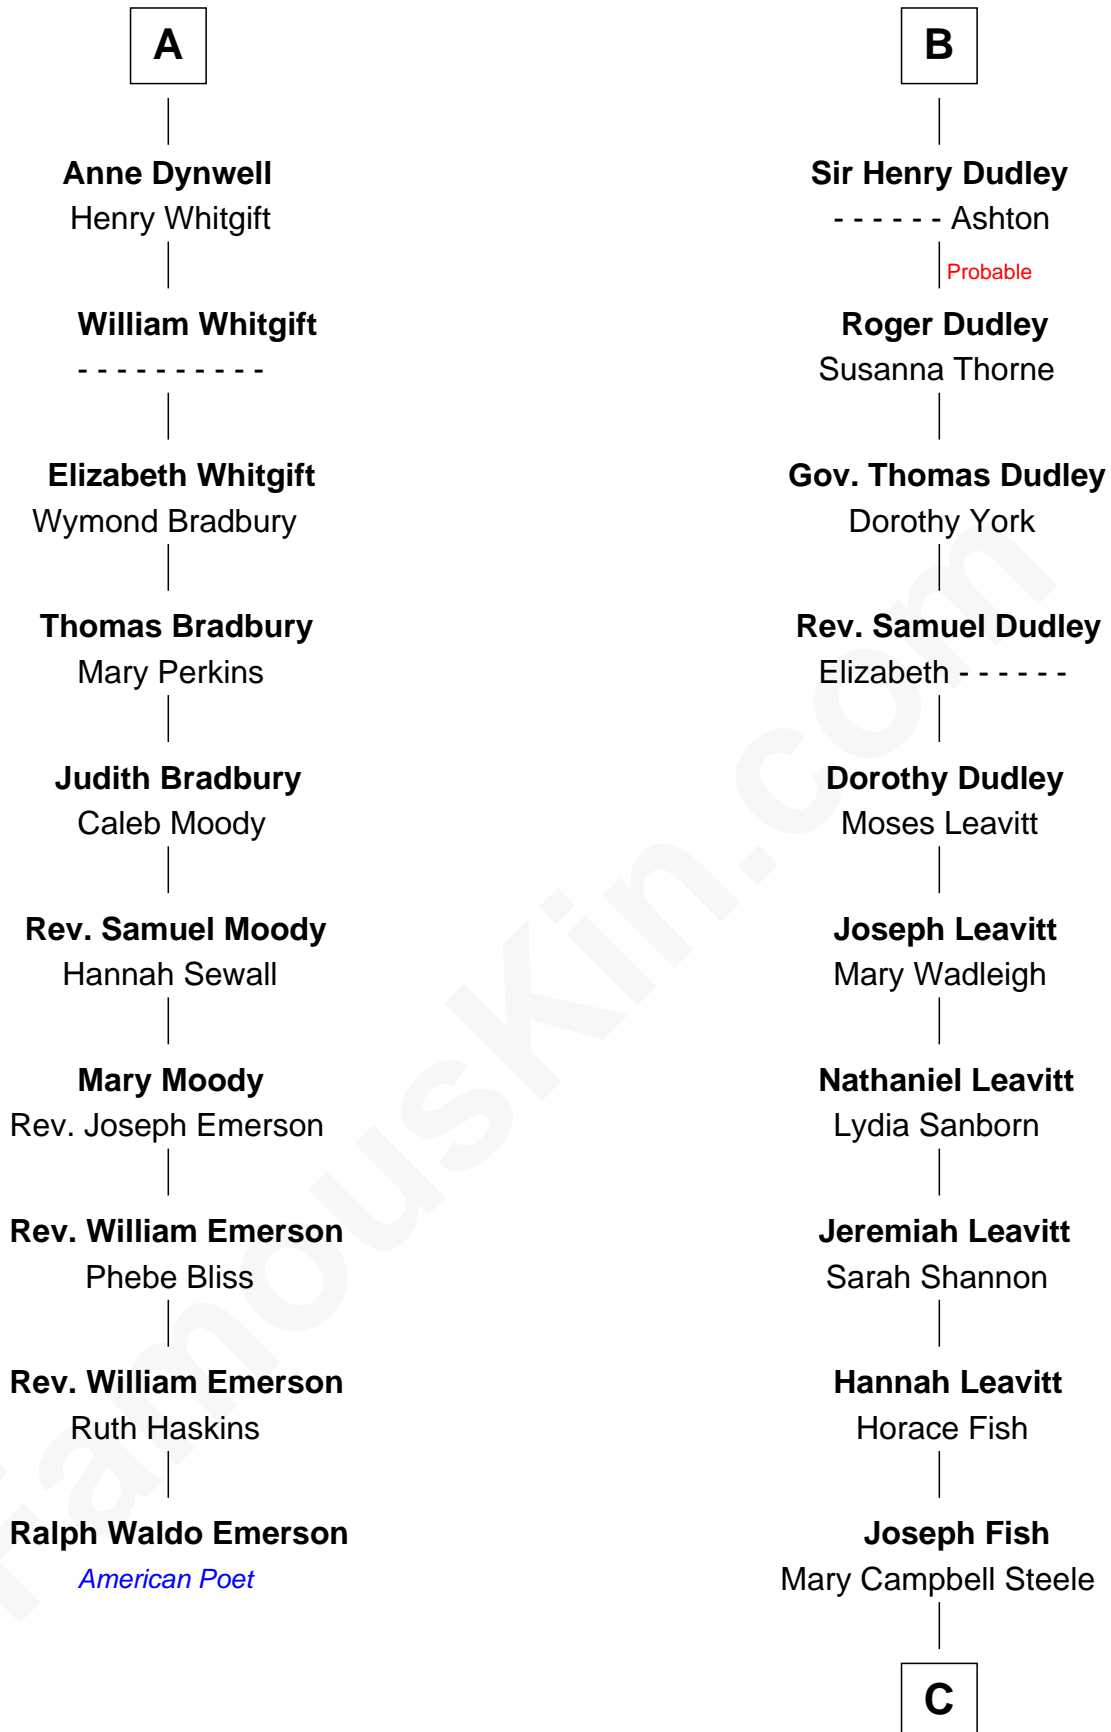 A
Anne Dynwell
Henry Whitgift
William Whitgift
- - - - - - - - - -
Elizabeth Whitgift
Wymond Bradbury
Thomas Bradbury
Mary Perkins
Judith Bradbury
Caleb Moody
Rev. Samuel Moody
Hannah Sewall
Mary Moody
Rev. Joseph Emerson
Rev. William Emerson
Phebe Bliss
Rev. William Emerson
Ruth Haskins
Ralph Waldo Emerson
American Poet
B
Sir Henry Dudley
- - - - - - Ashton
Probable
Roger Dudley
Susanna Thorne
Gov. Thomas Dudley
Dorothy York
Rev. Samuel Dudley
Elizabeth - - - - - -
Dorothy Dudley
Moses Leavitt
Joseph Leavitt
Mary Wadleigh
Nathaniel Leavitt
Lydia Sanborn
Jeremiah Leavitt
Sarah Shannon
Hannah Leavitt
Horace Fish
Joseph Fish
Mary Campbell Steele
C
FamousKin.com